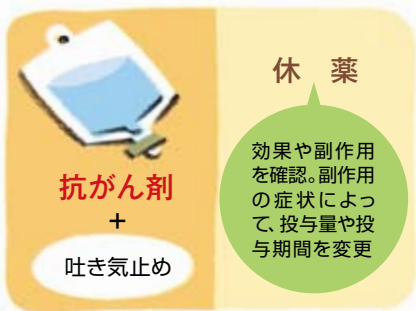 抗がん剤
+
吐き気止め
休 薬
効果や副作用
を確認。副作用
の症状によっ
て、投与量や投
与期間を変更